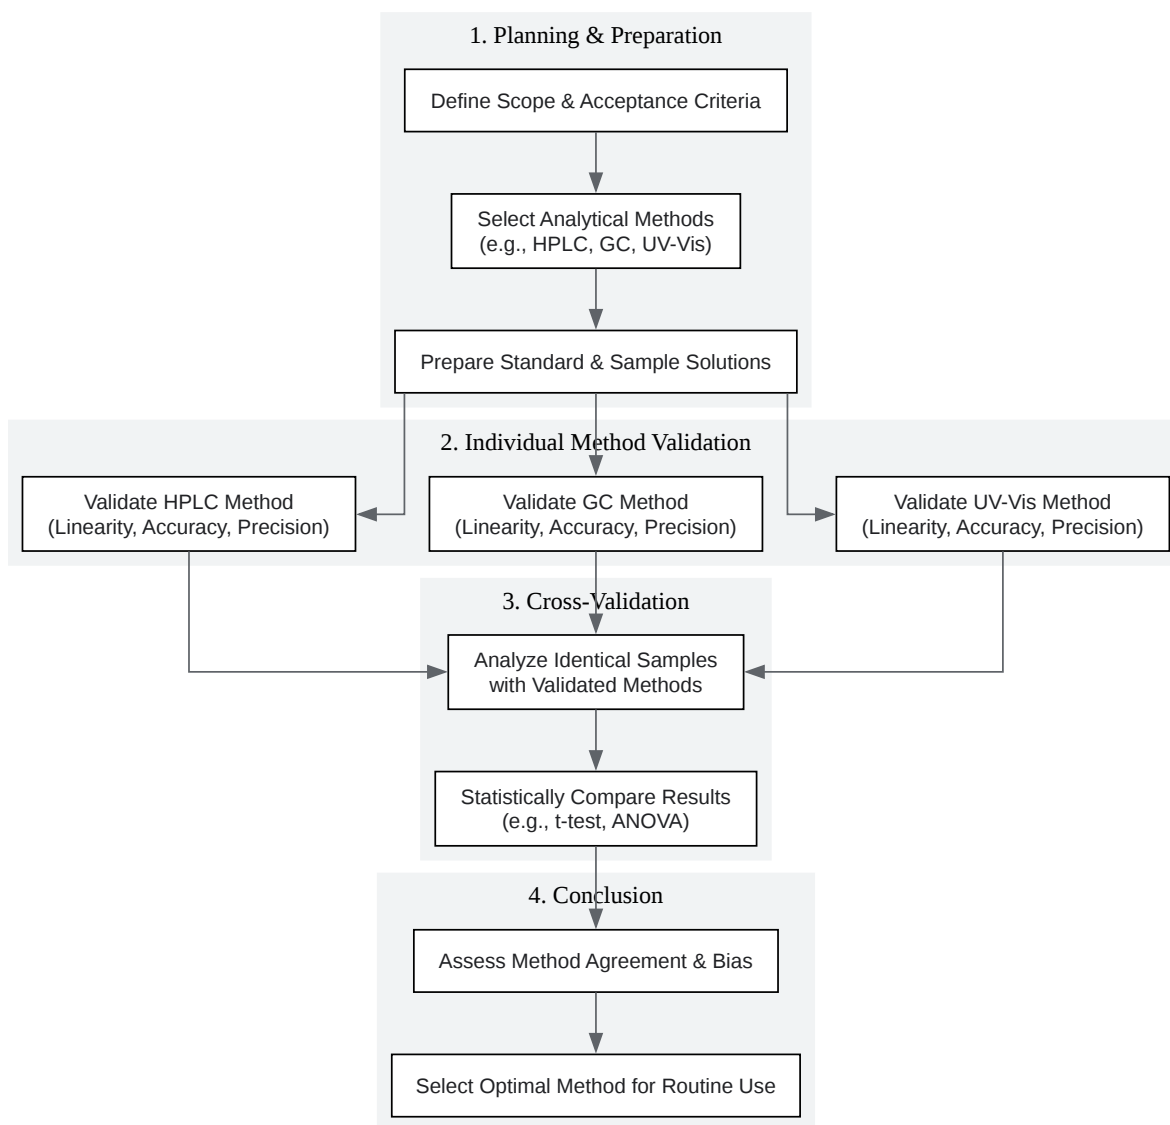 1. Planning & Preparation
Define Scope & Acceptance Criteria
Select Analytical Methods
(e.g., HPLC, GC, UV-Vis)
Prepare Standard & Sample Solutions
2. Individual Method Validation
Validate HPLC Method
(Linearity, Accuracy, Precision)
Validate GC Method
(Linearity, Accuracy, Precision)
Validate UV-Vis Method
(Linearity, Accuracy, Precision)
3. Cross-Validation
Analyze Identical Samples
with Validated Methods
Statistically Compare Results
(e.g., t-test, ANOVA)
4. Conclusion
Assess Method Agreement & Bias
Select Optimal Method for Routine Use